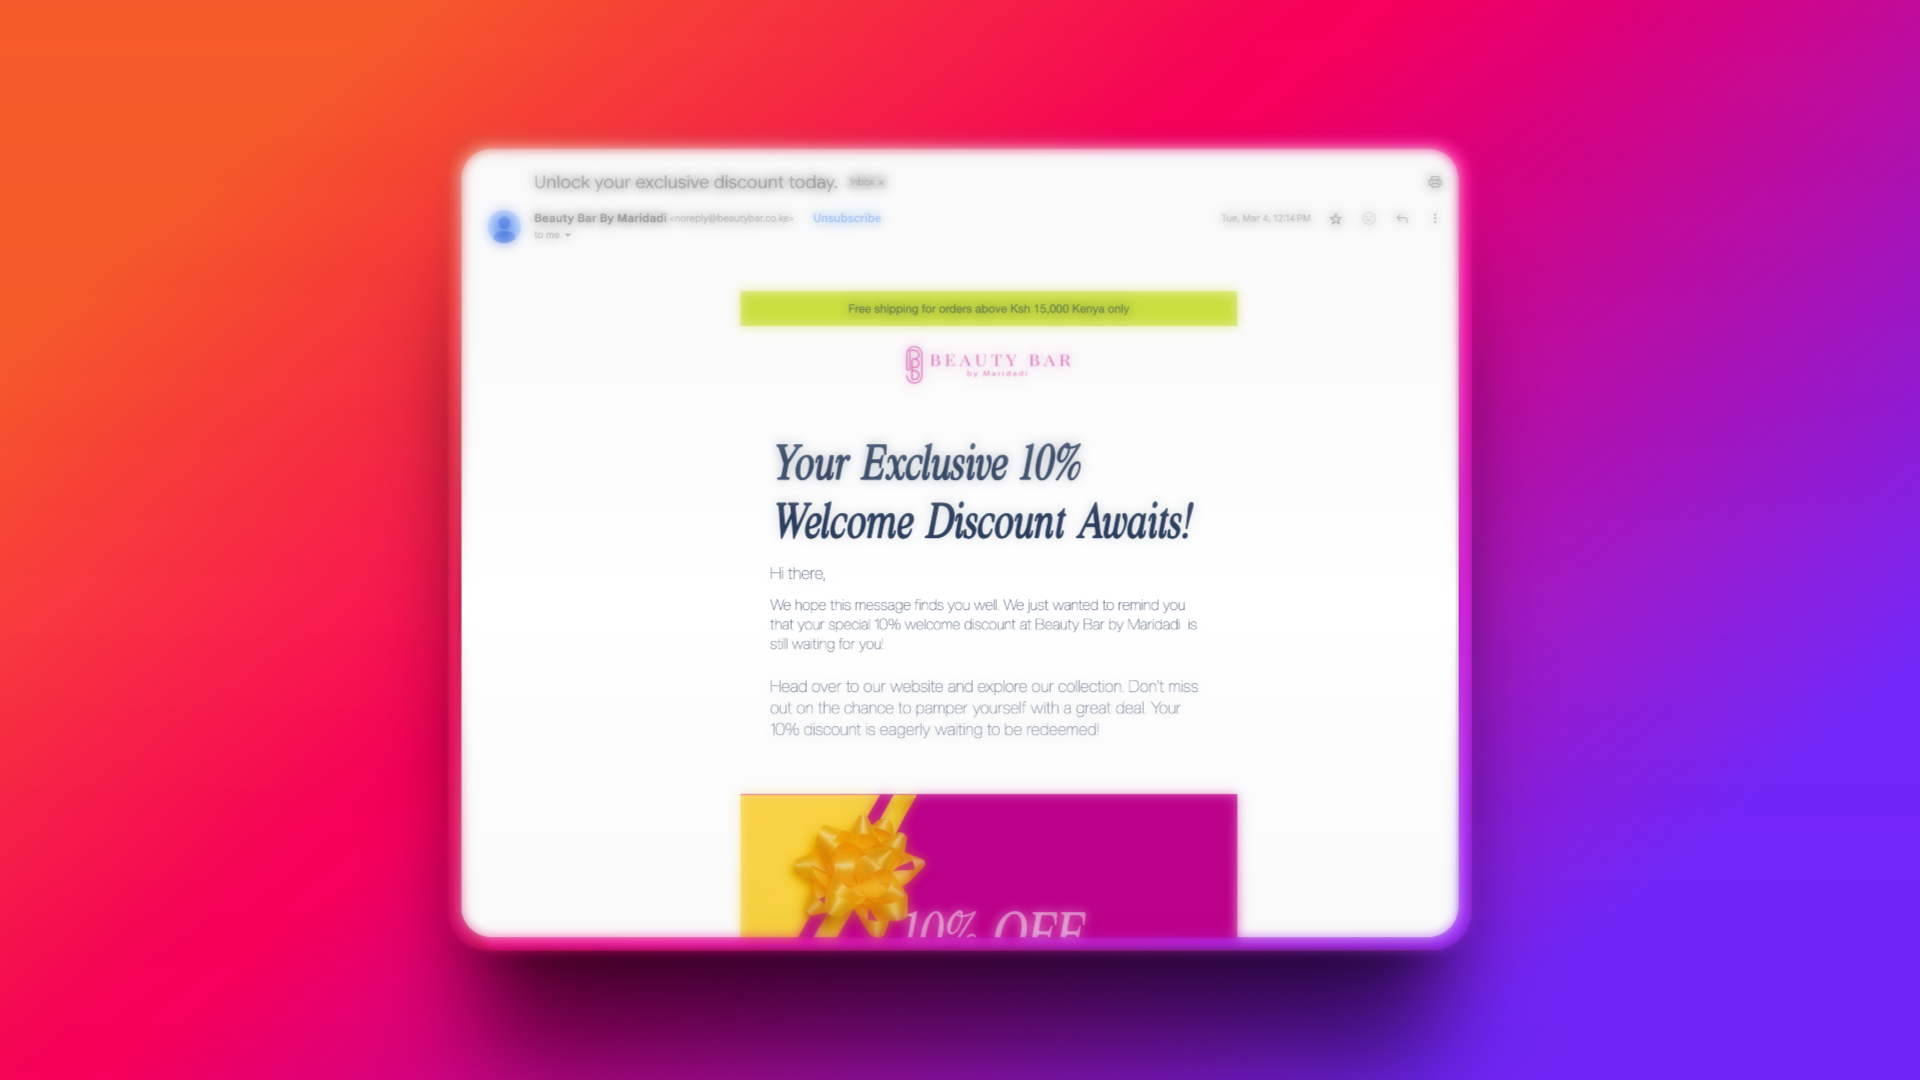 Unlock your exclusive discount today. Inbox x
Beauty Bar By Maridadi <noreply@beautybar.co.ke> Unsubscribe Tue, Mar 4, 12:14 PM
to me
Free shipping for orders above Ksh 15,000 Kenya only
BEAUTY BAR
by Maridadi
Your Exclusive 10%
Welcome Discount Awaits!
Hi there,
We hope this message finds you well. We just wanted to remind you
that your special 10% welcome discount at Beauty Bar by Maridadi is
still waiting for you!
Head over to our website and explore our collection. Don't miss
out on the chance to pamper yourself with a great deal. Your
10% discount is eagerly waiting to be redeemed!
10% OFF